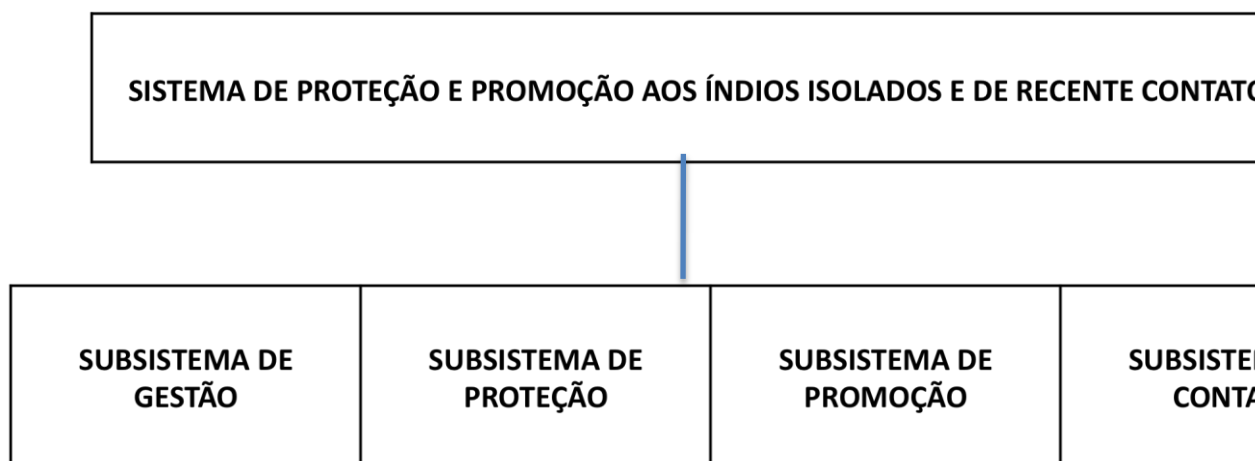 SISTEMA DE PROTEÇÃO E PROMOÇÃO AOS ÍNDIOS ISOLADOS E DE RECENTE
SUBSISTEMA DE
GESTÃO
SUBSISTEMA DE
PROTEÇÃO
SUBSISTEMA DE
PROMOÇÃO